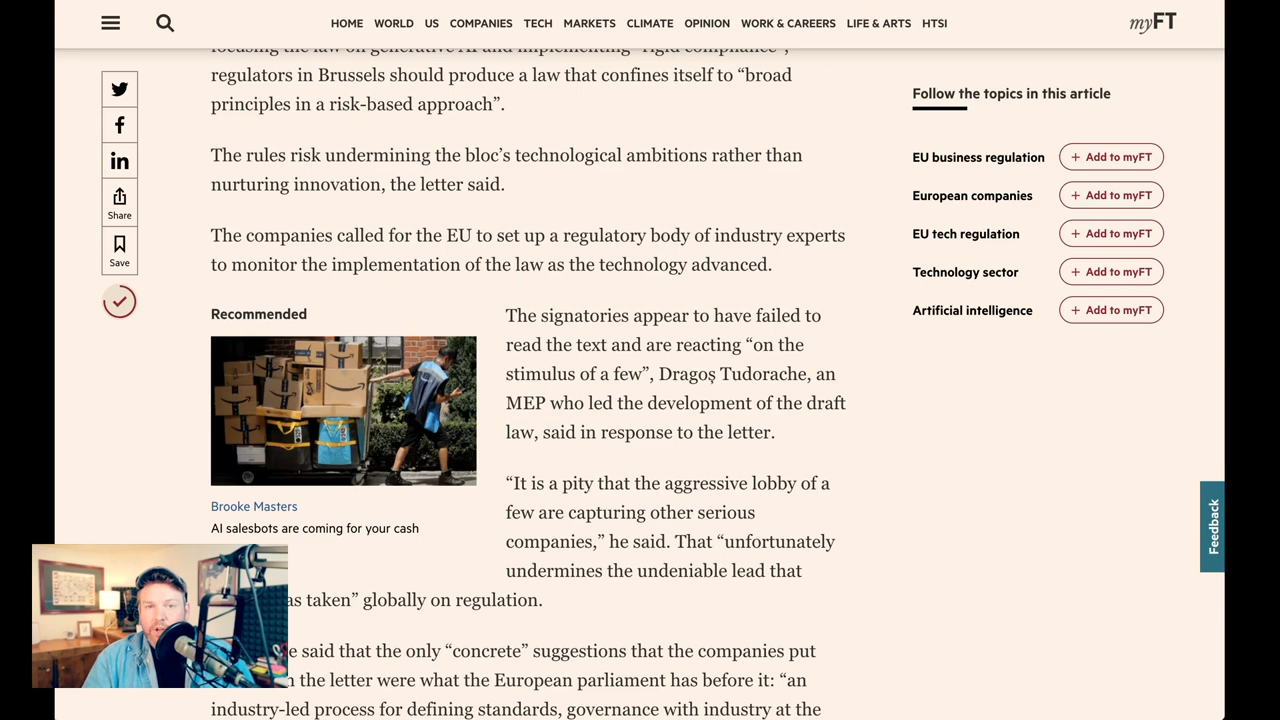 HOME WORLD US COMPANIES TECH MARKETS CLIMATE OPINION WORK & CAREERS LIFE & ARTS HTSI
myFT
focusing the law on generative AI and implementing “rigid compliance”,
regulators in Brussels should produce a law that confines itself to “broad
principles in a risk-based approach”.
The rules risk undermining the bloc’s technological ambitions rather than
nurturing innovation, the letter said.
The companies called for the EU to set up a regulatory body of industry experts
to monitor the implementation of the law as the technology advanced.
Share
Save
Recommended
Brooke Masters
AI salesbots are coming for your cash
The signatories appear to have failed to
read the text and are reacting “on the
stimulus of a few”, Dragoş Tudorache, an
MEP who led the development of the draft
law, said in response to the letter.
“It is a pity that the aggressive lobby of a
few are capturing other serious
companies,” he said. That “unfortunately
undermines the undeniable lead that
as taken” globally on regulation.
e said that the only “concrete” suggestions that the companies put
n the letter were what the European parliament has before it: “an
industry-led process for defining standards, governance with industry at the
Follow the topics in this article
EU business regulation + Add to myFT
European companies + Add to myFT
EU tech regulation + Add to myFT
Technology sector + Add to myFT
Artificial intelligence + Add to myFT
Feedback